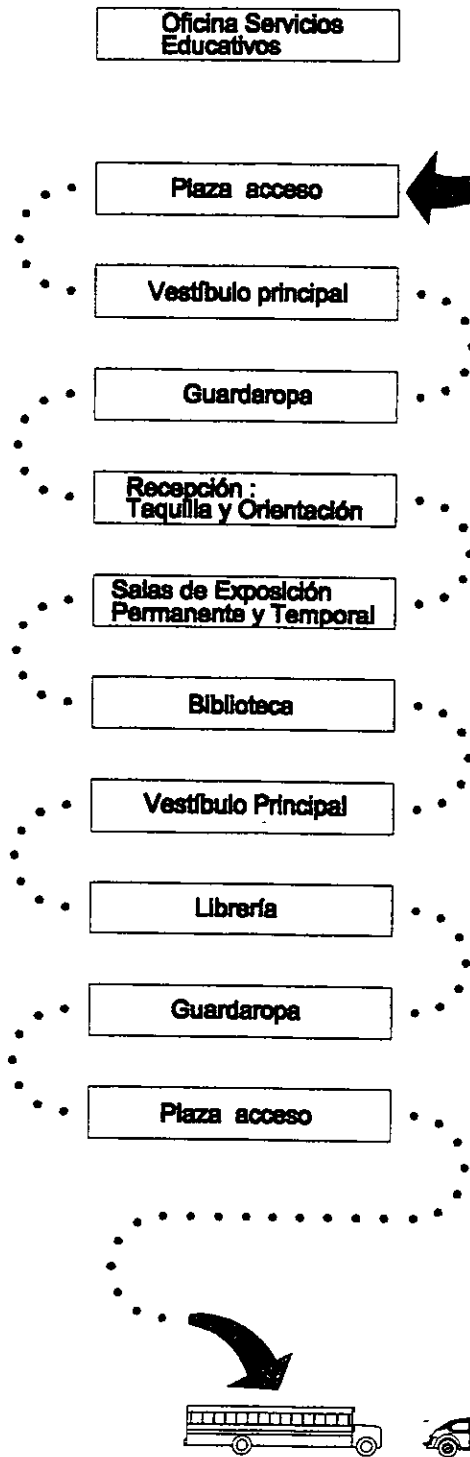 Oficina Servicios
Educativos
Plaza acceso
Vestíbulo principal
Guardaropa
Recepción :
Taquilla y Orientación
Salas de Exposición
Permanente y Temporal
Biblioteca
Vestíbulo Principal
Librería
Guardaropa
Plaza acceso